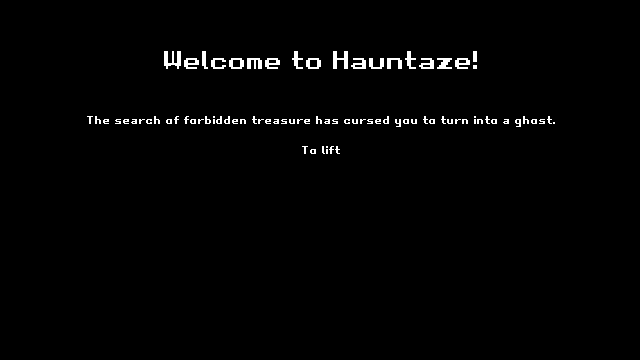 Welcome to Hauntaze!
The search of forbidden treasure has cursed you to turn into a ghost.
To lift